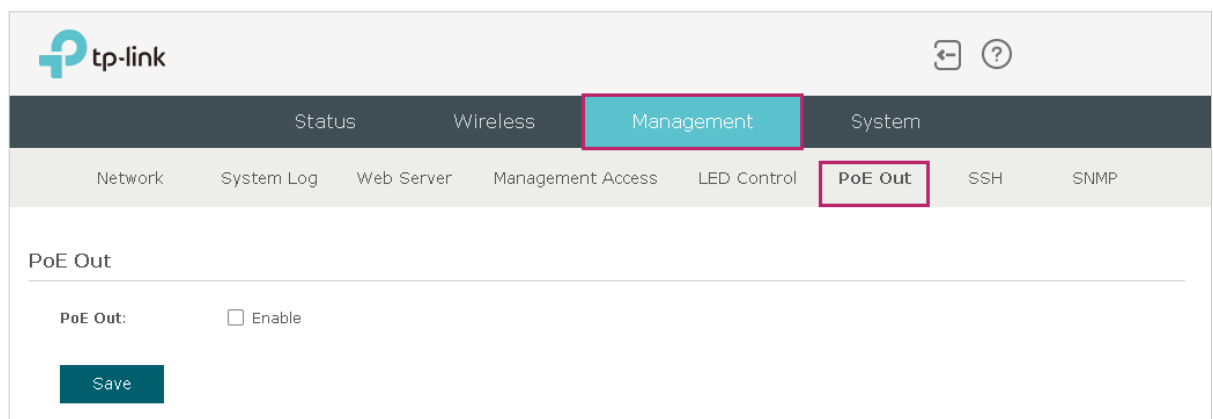 tp-link
?
Status Wireless Management System
Network System Log Web Server Management Access LED Control PoE Out SSH SNMP
PoE Out
PoE Out: Enable
Save